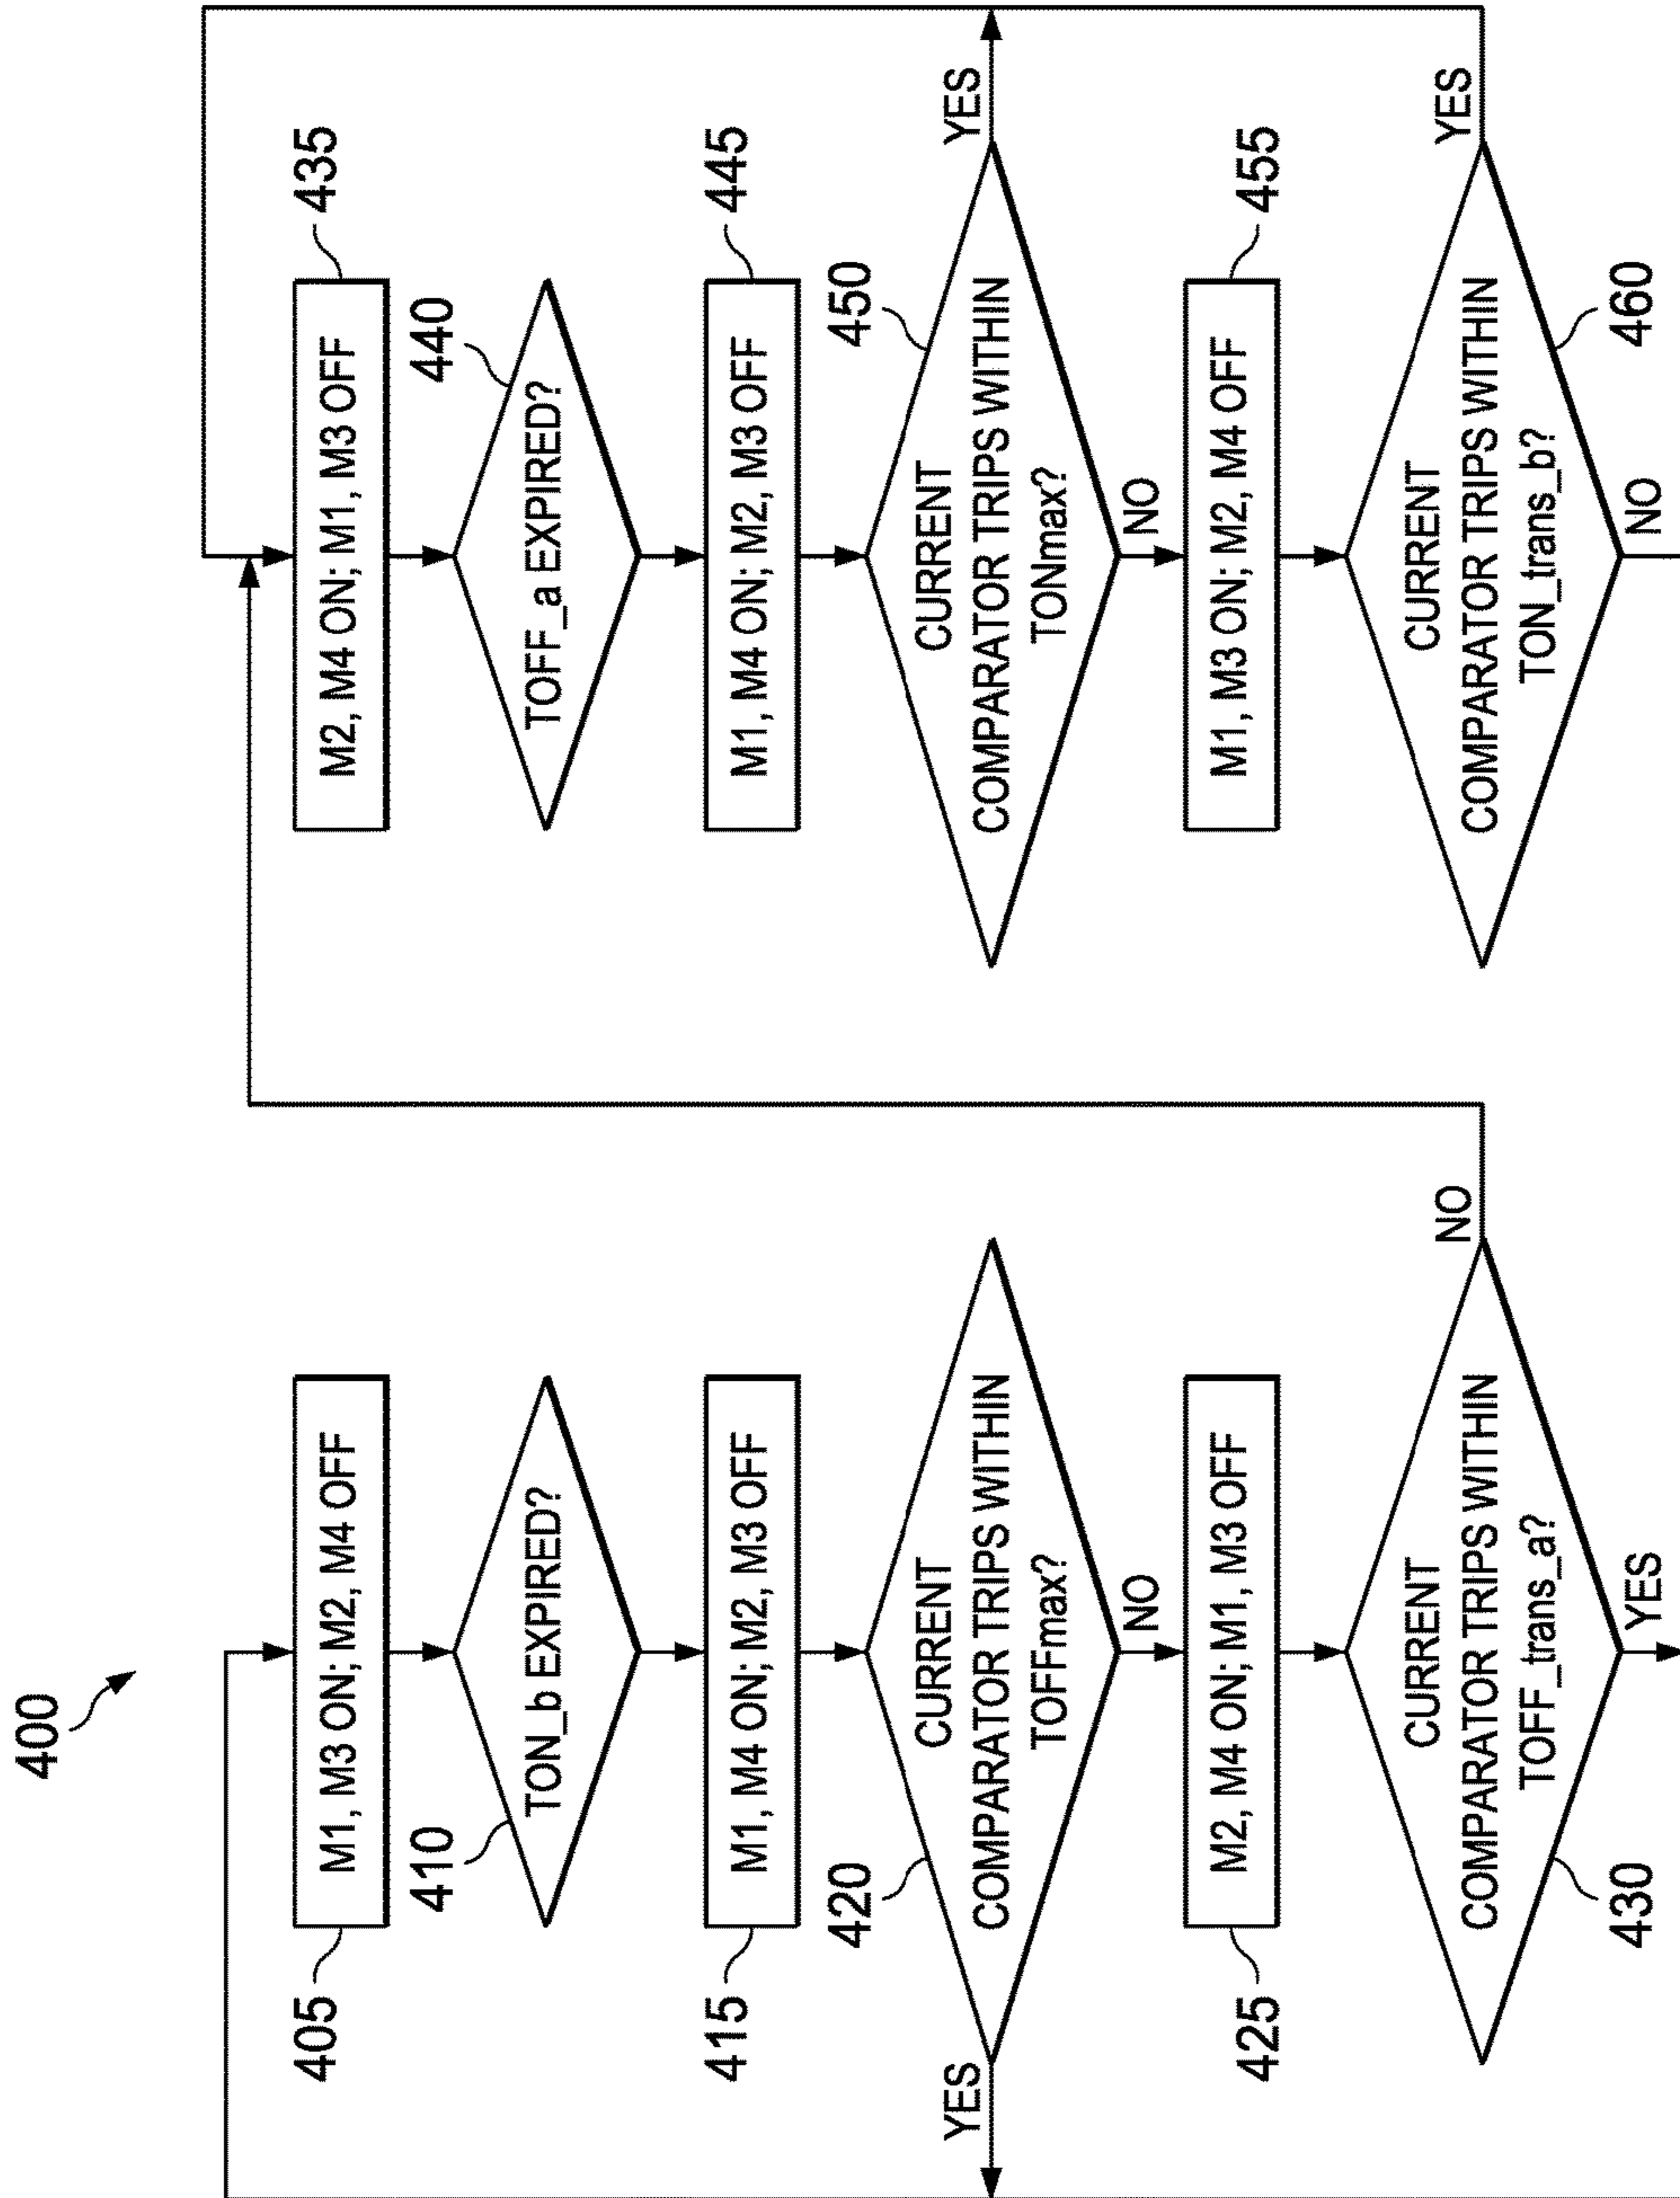 400
405
M1, M3 ON; M2, M4 OFF
410
TON_b EXPIRED?
415
M1, M4 ON; M2, M3 OFF
420
CURRENT
COMPARATOR TRIPS WITHIN
TOFFmax?
YES
NO
425
M2, M4 ON; M1, M3 OFF
430
CURRENT
COMPARATOR TRIPS WITHIN
TOFF_trans_a?
NO
YES
M2, M4 ON; M1, M3 OFF
435
440
TOFF_a EXPIRED?
M1, M4 ON; M2, M3 OFF
445
450
CURRENT
COMPARATOR TRIPS WITHIN
TONmax?
YES
NO
M1, M3 ON; M2, M4 OFF
455
CURRENT
COMPARATOR TRIPS WITHIN
TON_trans_b?
460
YES
NO